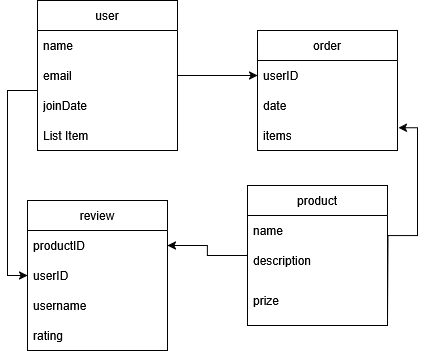 user
name
email
joinDate
List Item
order
userID
date
items
review
productID
userID
username
rating
product
name
description
prize